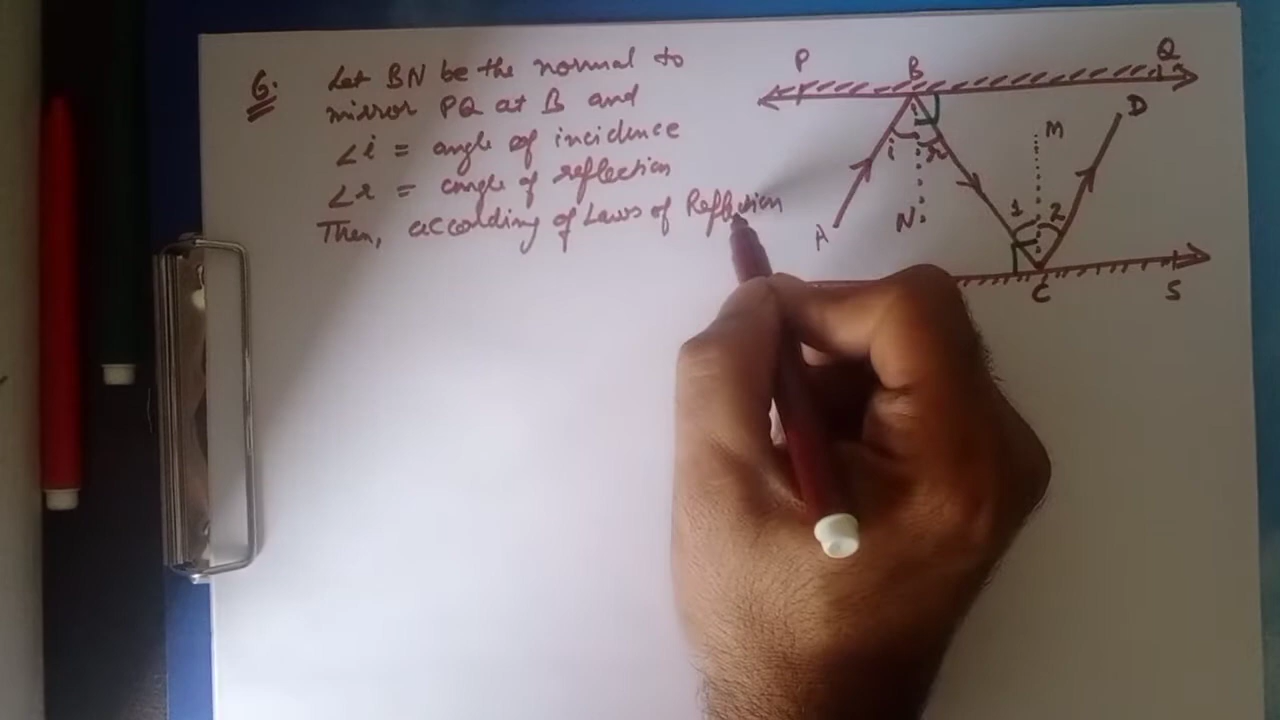 6. Let BN be the normal to
mirror PQ at B and
∠i = angle of incidence
∠r = angle of reflection
Then, according of Laws of Reflection
P B Q
D
M
i r
A N 1 2
C S